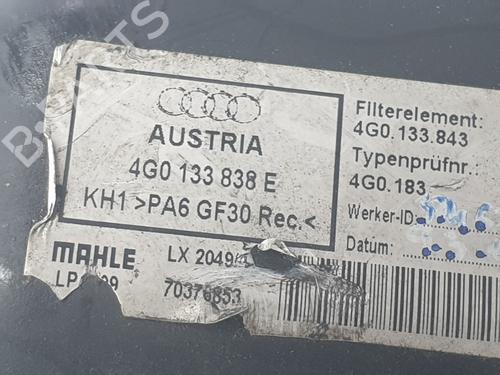 AUSTRIA
4G0 133 838 E
KH1 >PA6 GF30 Rec.<
MAHLE
LX 2049
70376853
Filterelement:
4G0.133.843
Typenprüfnr.:
4G0.183
Werker-ID:
Datum: